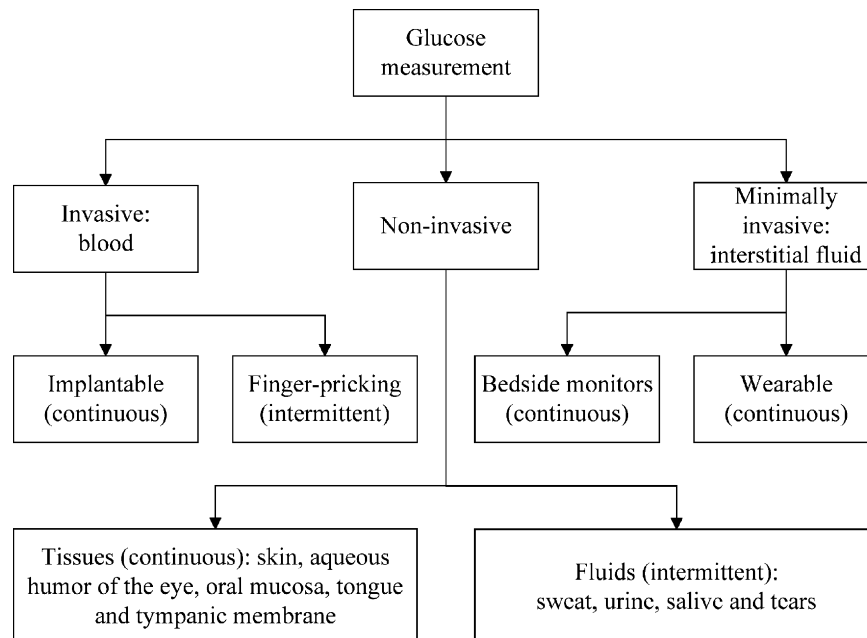 Glucose
measurement
Invasive:
blood
Non-invasive
Minimally
invasive:
interstitial fluid
Implantable
(continuous)
Finger-pricking
(intermittent)
Bedside monitors
(continuous)
Wearable
(continuous)
Tissues (continuous): skin, aqueous
humor of the eye, oral mucosa, tongue
and tympanic membrane
Fluids (intermittent):
sweat, urine, salive and tears